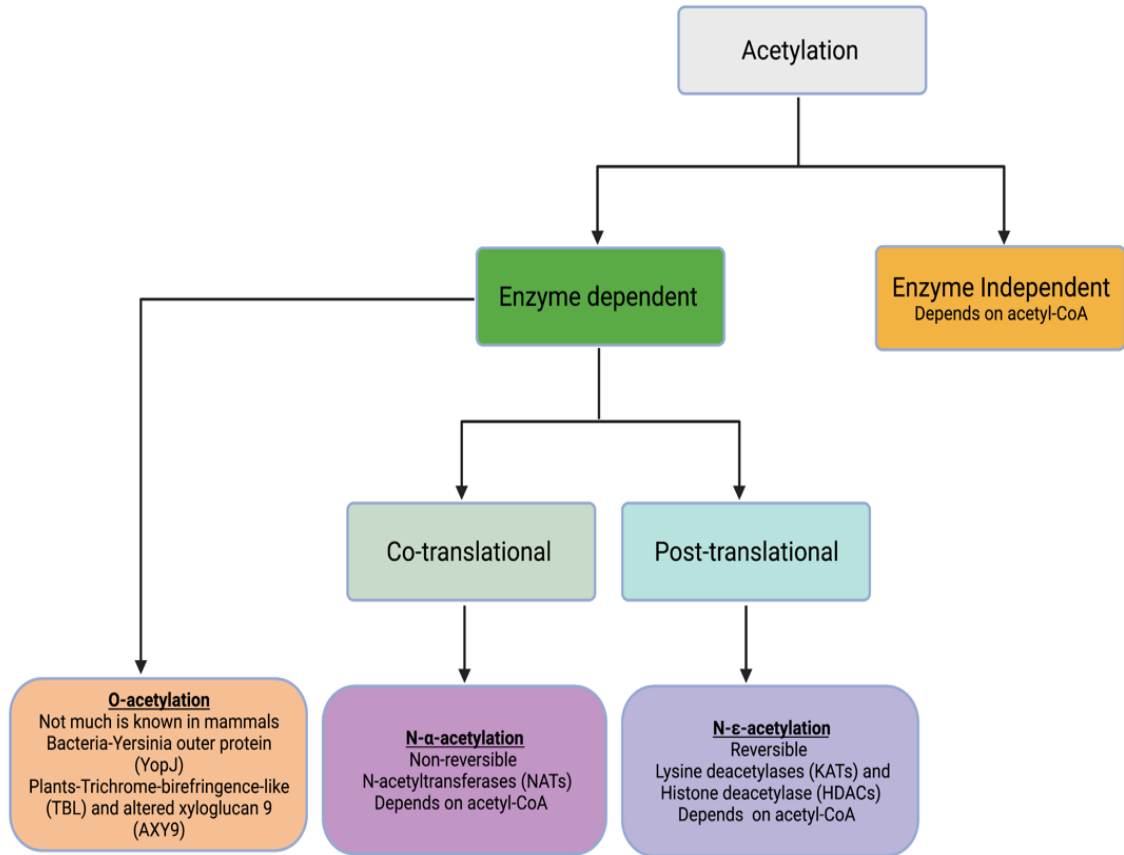 Acetylation
Enzyme dependent
Enzyme Independent
Depends on acetyl-CoA
Co-translational
Post-translational
O-acetylation
Not much is known in mammals
Bacteria-Yersinia outer protein
(YopJ)
Plants-Trichrome-birefringence-like
(TBL) and altered xyloglucan 9
(AXY9)
N-α-acetylation
Non-reversible
N-acetyltransferases (NATs)
Depends on acetyl-CoA
N-ε-acetylation
Reversible
Lysine deacetylases (KATs) and
Histone deacetylase (HDACs)
Depends on acetyl-CoA